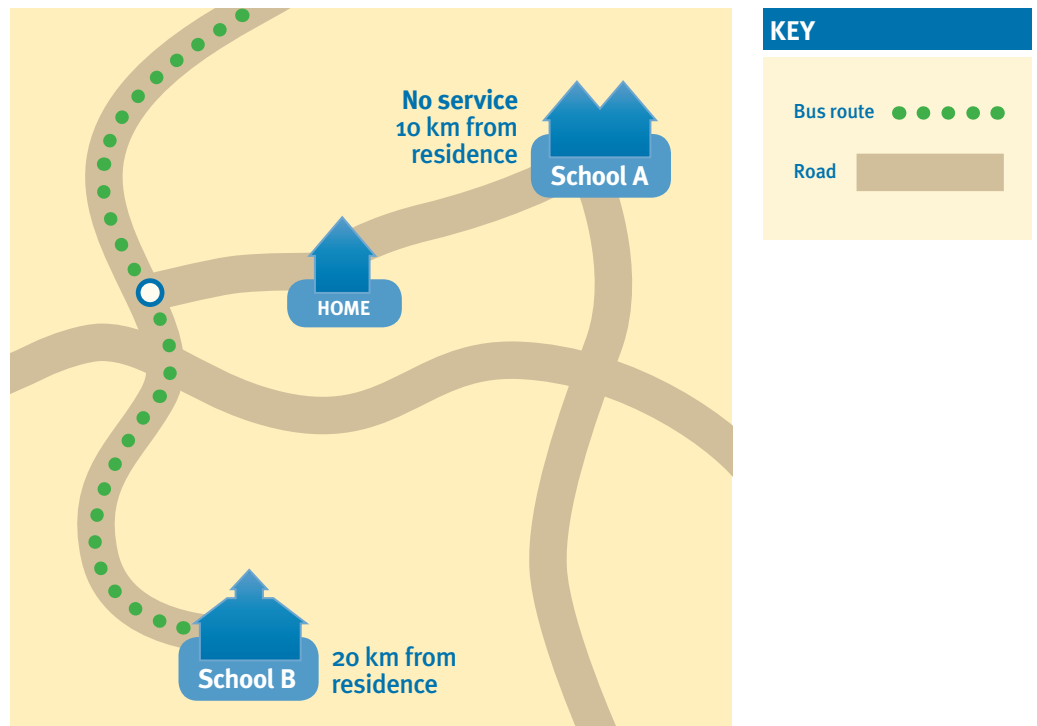 No service
10 km from
residence
School A
HOME
School B
20 km from
residence
KEY
Bus route
Road